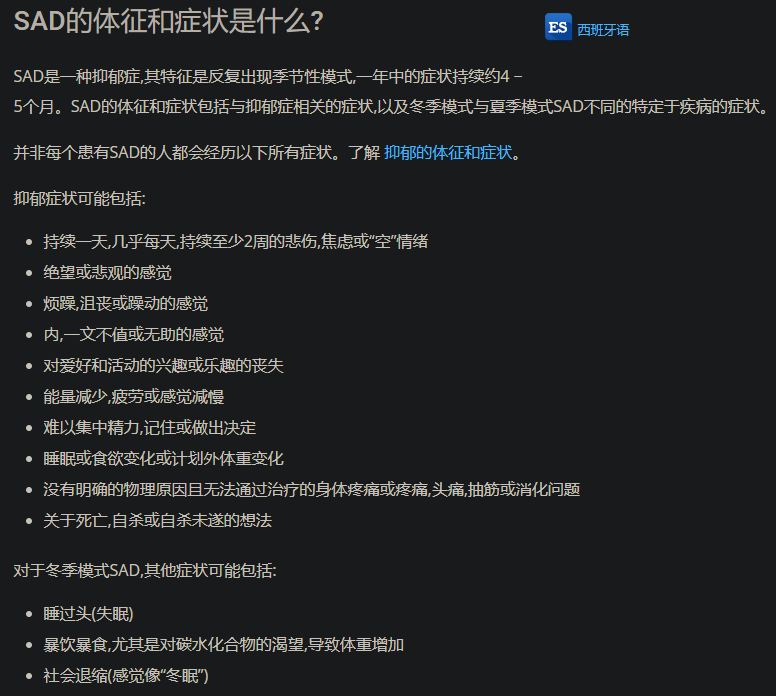 SAD的体征和症状是什么?
ES 西班牙语
SAD是一种抑郁症,其特征是反复出现季节性模式,一年中的症状持续约4 –
5个月。SAD的体征和症状包括与抑郁症相关的症状,以及冬季模式与夏季模式SAD不同的特定于疾病的症状。
并非每个患有SAD的人都会经历以下所有症状。了解 抑郁的体征和症状。
抑郁症状可能包括:
持续一天,几乎每天,持续至少2周的悲伤,焦虑或“空”情绪
绝望或悲观的感觉
烦躁,沮丧或躁动的感觉
内,一文不值或无助的感觉
对爱好和活动的兴趣或乐趣的丧失
能量减少,疲劳或感觉减慢
难以集中精力,记住或做出决定
睡眠或食欲变化或计划外体重变化
没有明确的物理原因且无法通过治疗的身体疼痛或疼痛,头痛,抽筋或消化问题
关于死亡,自杀或自杀未遂的想法
对于冬季模式SAD,其他症状可能包括:
睡过头(失眠)
暴饮暴食,尤其是对碳水化合物的渴望,导致体重增加
社会退缩(感觉像“冬眠”)